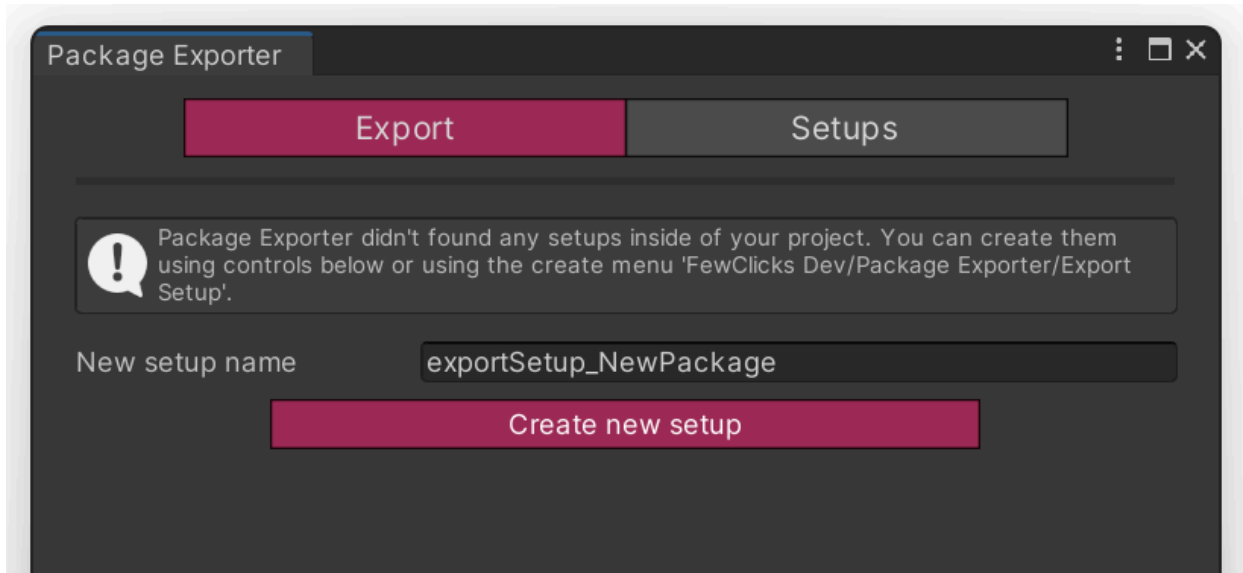 Package Exporter
Export
Setups
Package Exporter didn't found any setups inside of your project. You can create them
using controls below or using the create menu 'FewClicks Dev/Package Exporter/Export
Setup'.
New setup name
exportSetup_NewPackage
Create new setup